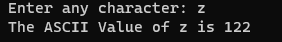 Enter any character: z
The ASCII Value of z is 122